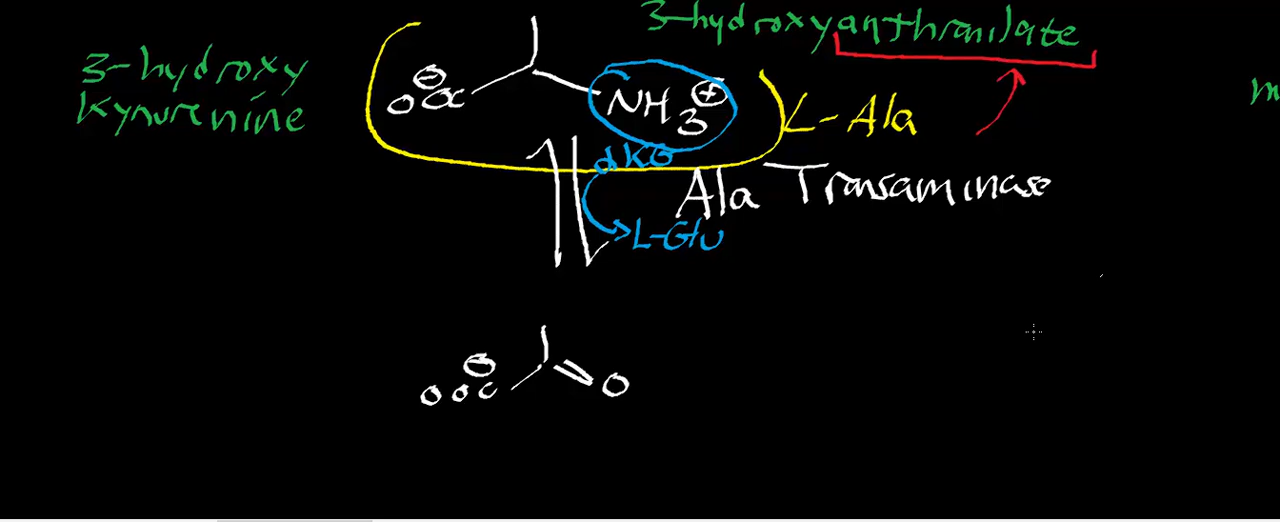 3-hydroxyanthranilate
3-hydroxy
kynurenine
⊖
OOC
NH3⊕
L-Ala
αKG
Ala Transaminase
L-Glu
⊖
OOC
O